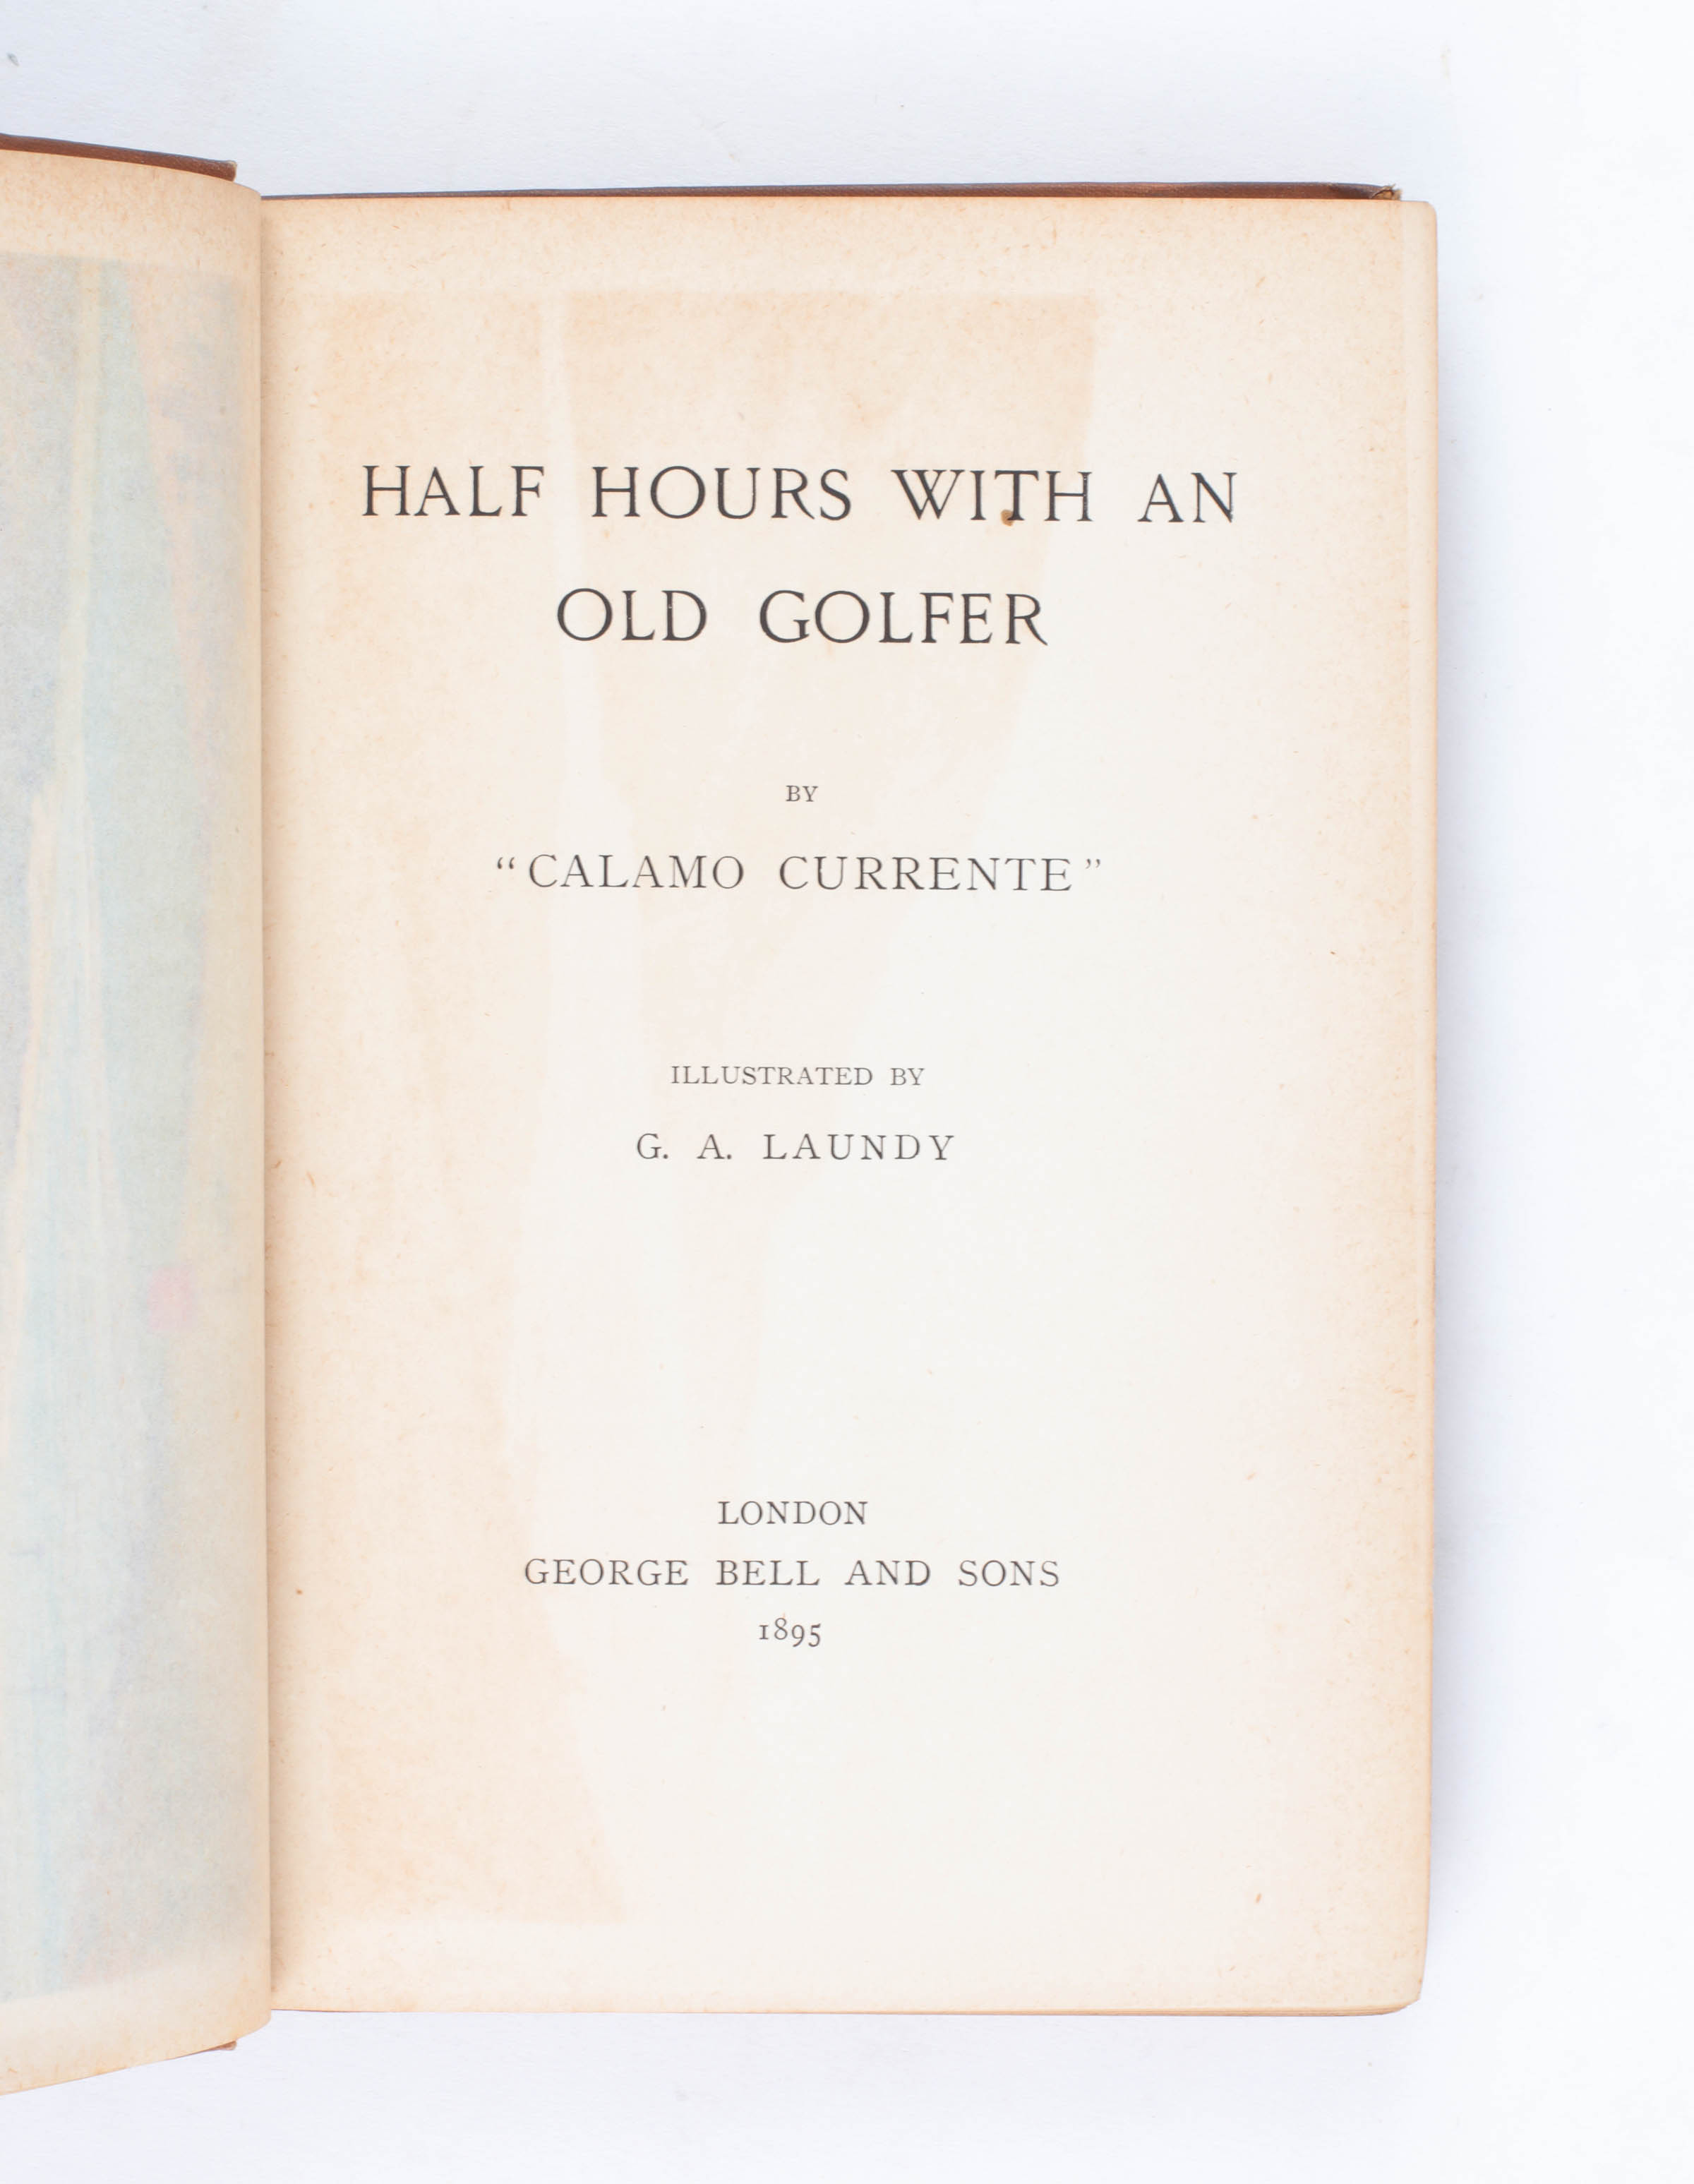 HALF HOURS WITH AN
OLD GOLFER
BY
“CALAMO CURRENTE”
ILLUSTRATED BY
G. A. LAUNDY
LONDON
GEORGE BELL AND SONS
1895